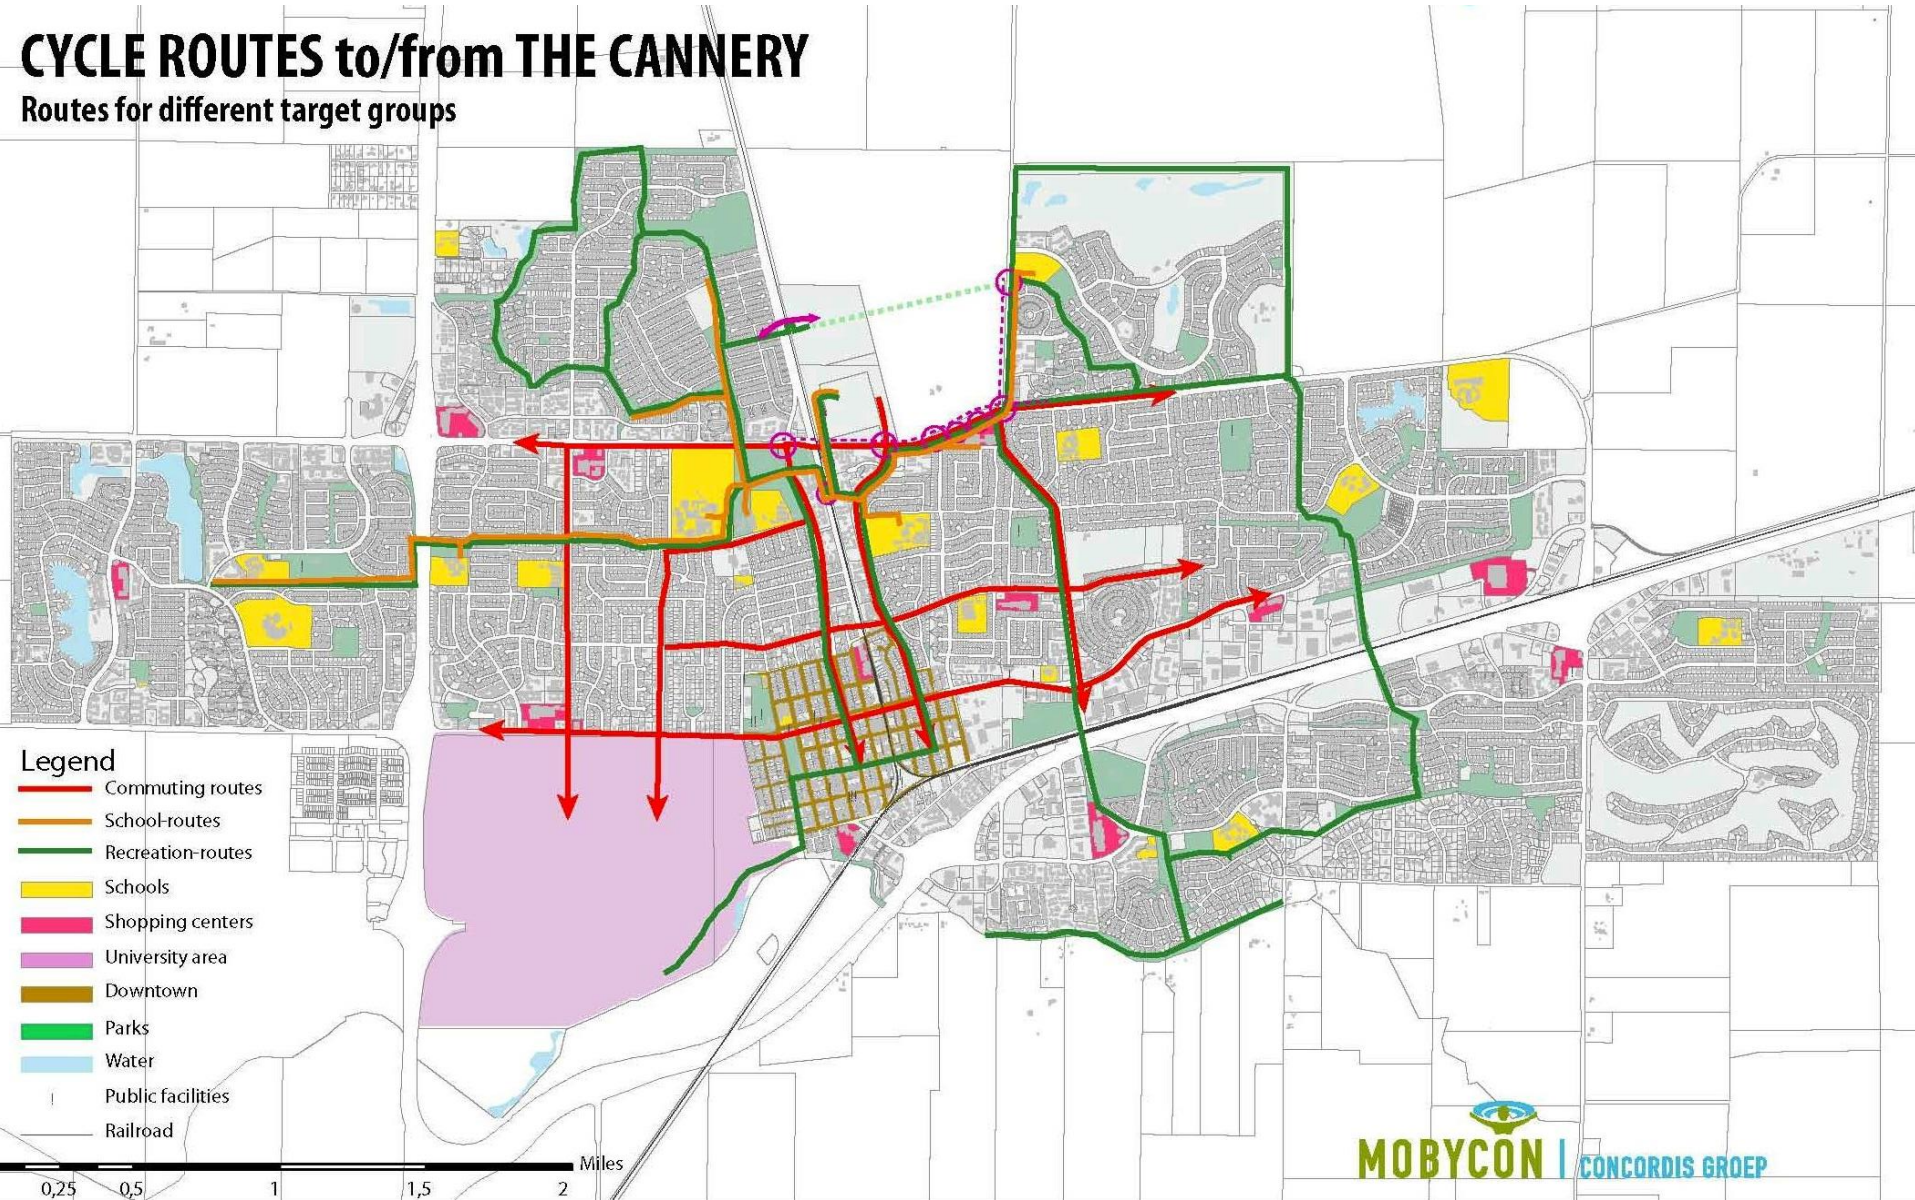 CYCLE ROUTES to/from THE CANNERY
Routes for different target groups
Legend
Commuting routes
School-routes
Recreation-routes
Schools
Shopping centers
University area
Downtown
Parks
Water
Public facilities
Railroad
Miles
0,25 0,5 1 1,5 2
MOBYCON | CONCORDIS GROEP